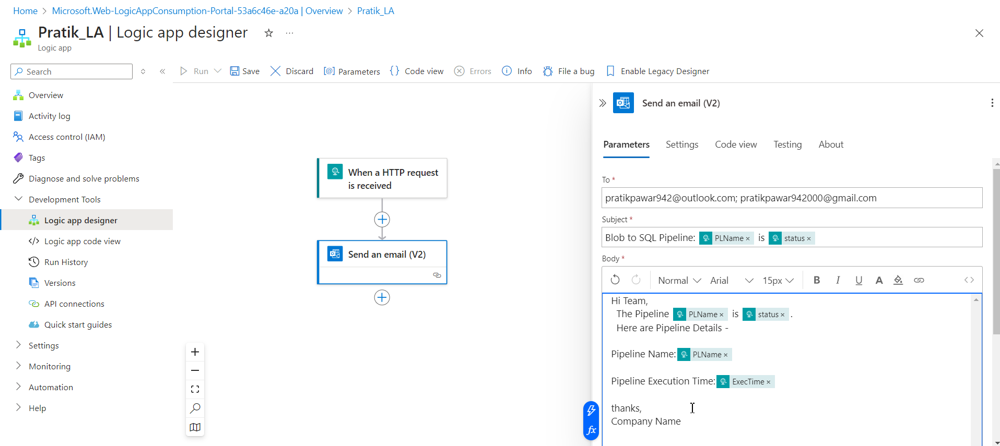 Home > Microsoft.Web-LogicAppConsumption-Portal-53a6c46e-a20a | Overview > Pratik_LA
Pratik_LA | Logic app designer
Logic app
Search
Run Save Discard [@] Parameters {} Code view Errors Info File a bug Enable Legacy Designer
Overview
Activity log
Access control (IAM)
Tags
Diagnose and solve problems
Development Tools
Logic app designer
Logic app code view
Run History
Versions
API connections
Quick start guides
Settings
Monitoring
Automation
Help
When a HTTP request
is received
Send an email (V2)
Send an email (V2)
Parameters Settings Code view Testing About
To *
pratikpawar942@outlook.com; pratikpawar942000@gmail.com
Subject *
Blob to SQL Pipeline: PLName × is status ×
Body *
Normal Arial 15px B I U A <>
Hi Team,
The Pipeline PLName × is status × .
Here are Pipeline Details -
Pipeline Name: PLName ×
Pipeline Execution Time: ExecTime ×
thanks,
Company Name
fx